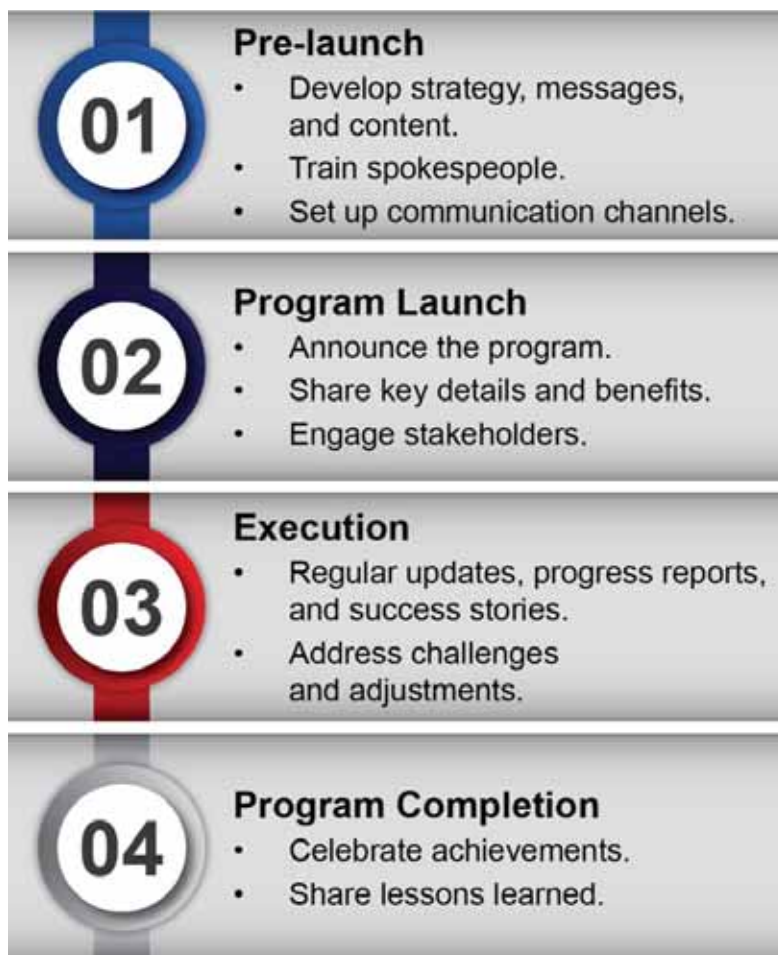 01
Pre-launch
• Develop strategy, messages,
and content.
• Train spokespeople.
• Set up communication channels.
02
Program Launch
• Announce the program.
• Share key details and benefits.
• Engage stakeholders.
03
Execution
• Regular updates, progress reports,
and success stories.
• Address challenges
and adjustments.
04
Program Completion
• Celebrate achievements.
• Share lessons learned.